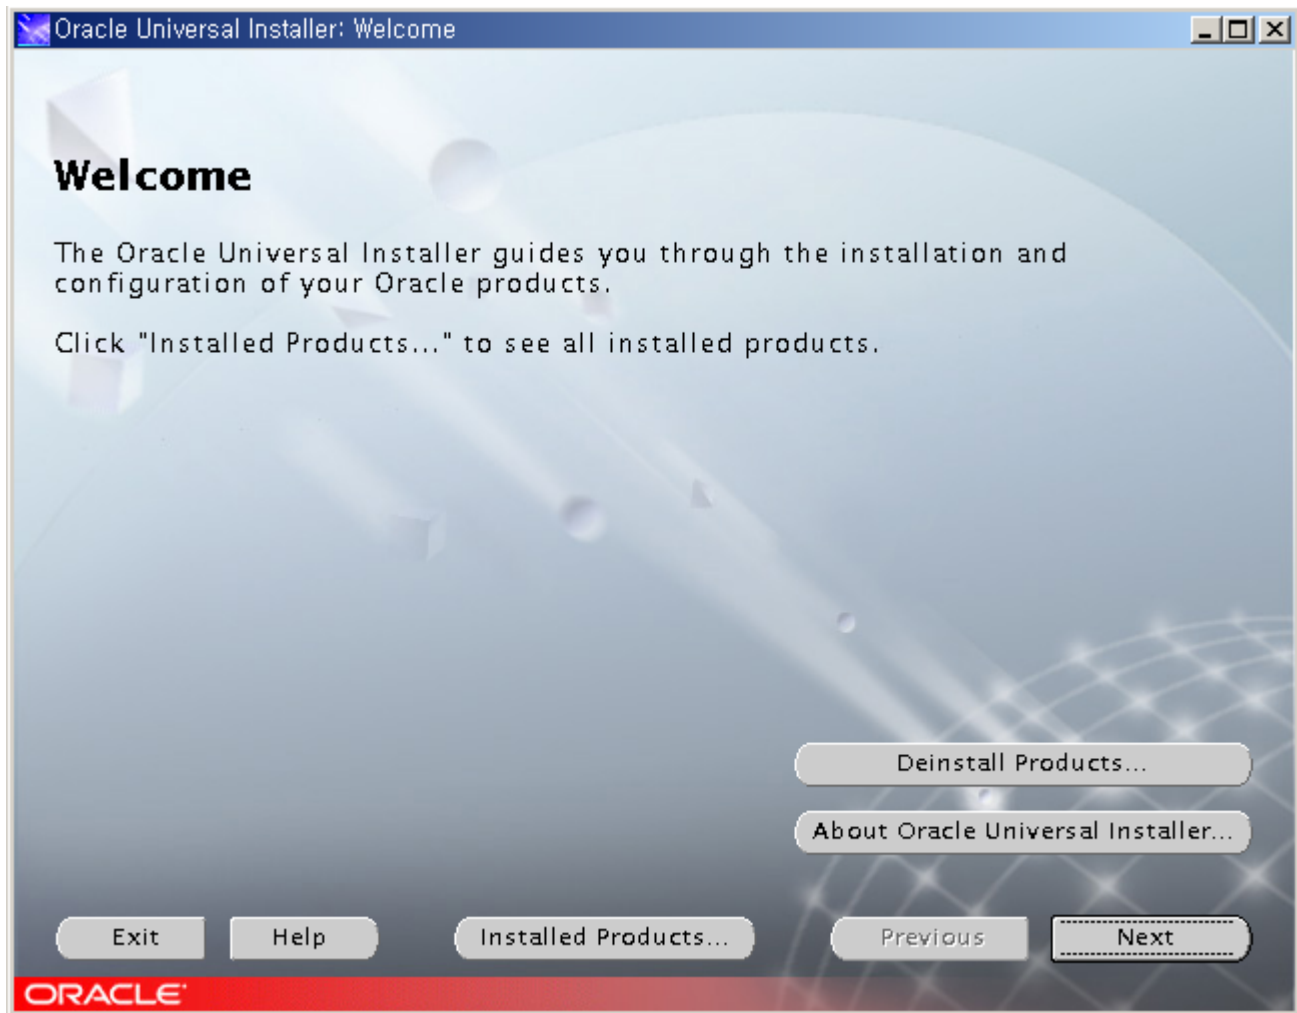 Oracle Universal Installer: Welcome
Welcome
The Oracle Universal Installer guides you through the installation and
configuration of your Oracle products.
Click "Installed Products..." to see all installed products.
Deinstall Products...
About Oracle Universal Installer...
Exit
Help
Installed Products...
Previous
Next
ORACLE